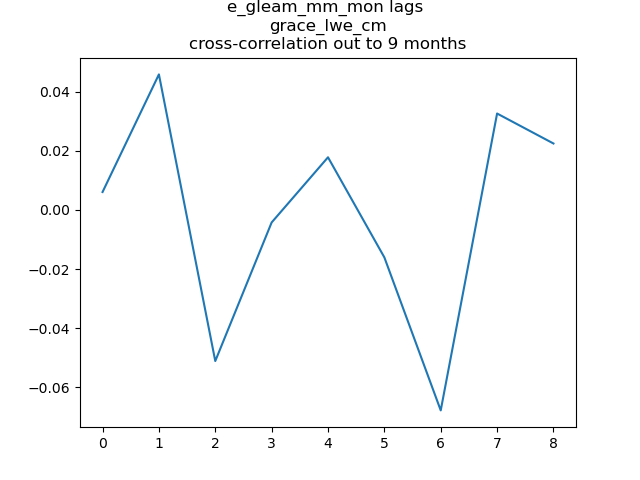 e_gleam_mm_mon lags
grace_lwe_cm
cross-correlation out to 9 months
0.04
0.02
0.00
−0.02
−0.04
−0.06
0 1 2 3 4 5 6 7 8